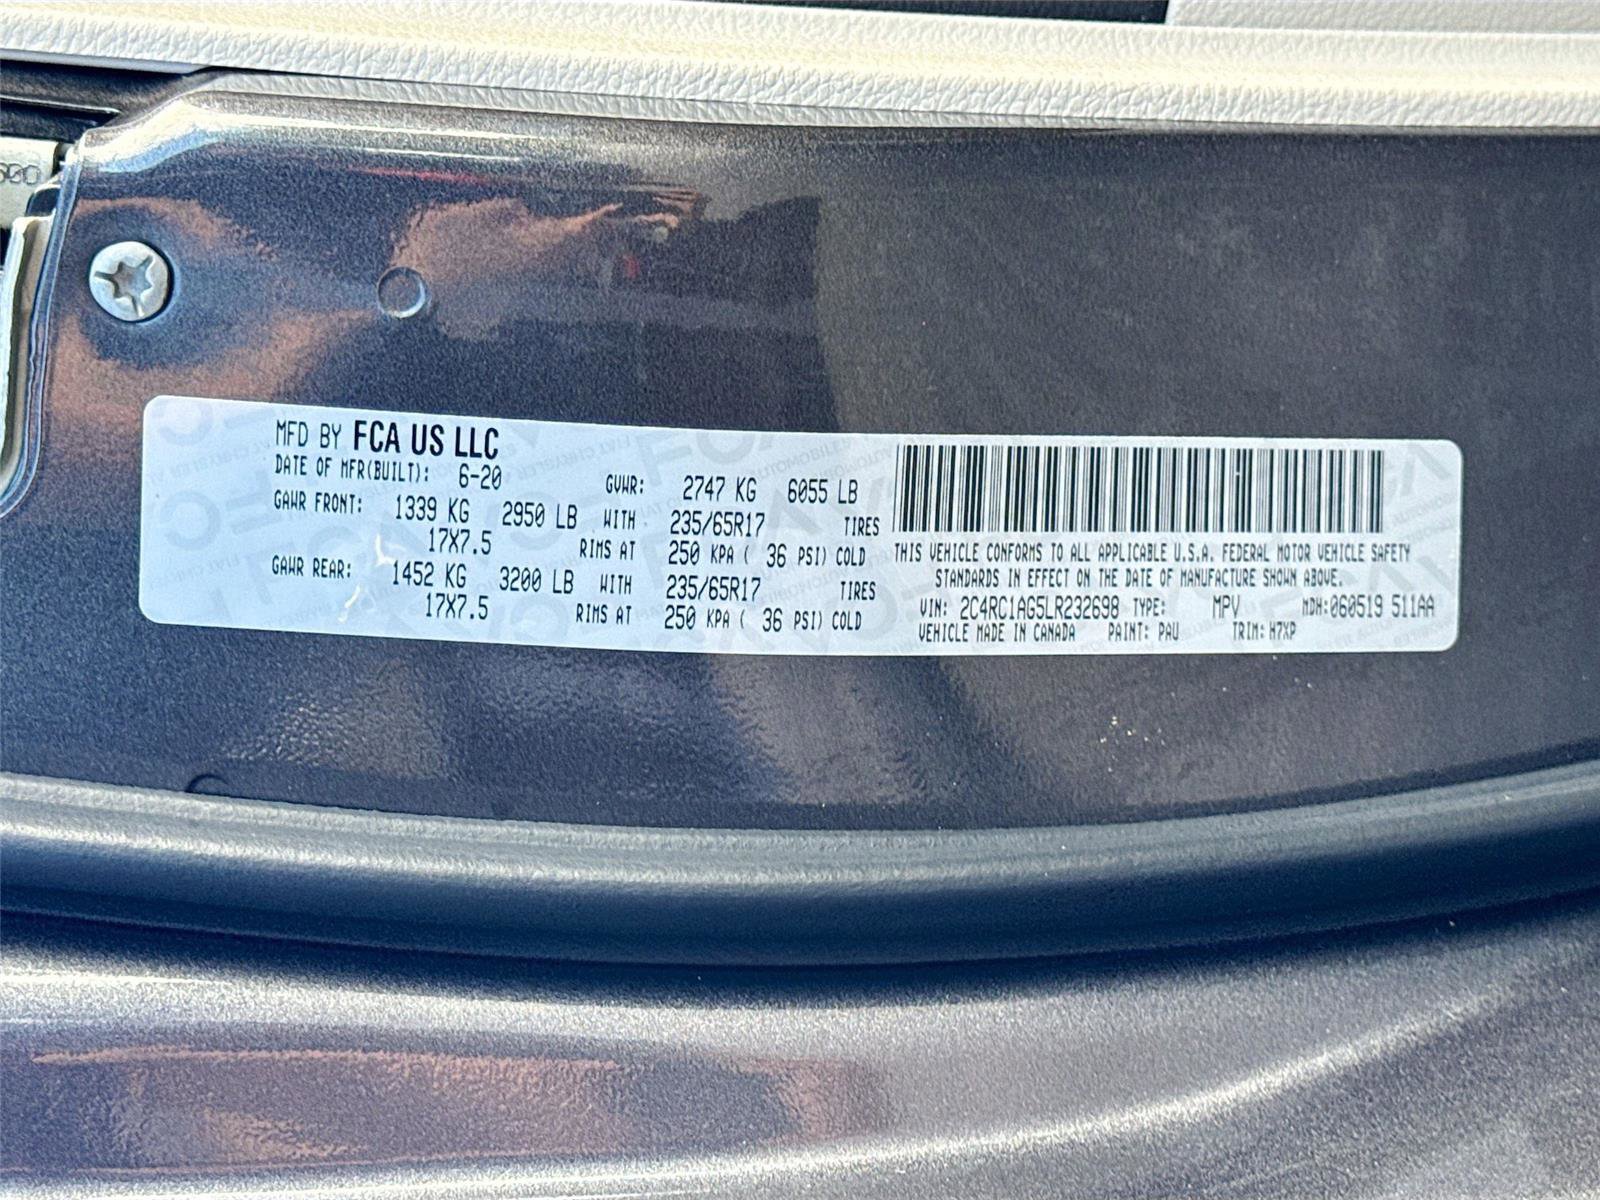 600
MFD BY FCA US LLC
DATE OF MFR(BUILT): 6-20 GVWR: 2747 KG 6055 LB
GAWR FRONT: 1339 KG 2950 LB WITH 235/65R17 TIRES
17X7.5 RIMS AT 250 KPA ( 36 PSI) COLD
GAWR REAR: 1452 KG 3200 LB WITH 235/65R17 TIRES
17X7.5 RIMS AT 250 KPA ( 36 PSI) COLD
THIS VEHICLE CONFORMS TO ALL APPLICABLE U.S.A. FEDERAL MOTOR VEHICLE SAFETY
STANDARDS IN EFFECT ON THE DATE OF MANUFACTURE SHOWN ABOVE.
VIN: 2C4RC1AG5LR232698 TYPE: MPV MDH:060519 511AA
VEHICLE MADE IN CANADA PAINT: PAU TRIM: H7XP